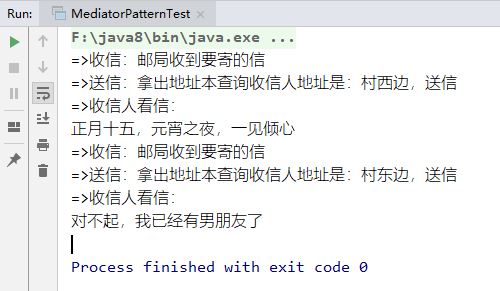 Run: MediatorPatternTest ×
F:\java8\bin\java.exe ...
=>收信：邮局收到要寄的信
=>送信：拿出地址本查询收信人地址是：村西边，送信
=>收信人看信：
正月十五，元宵之夜，一见倾心
=>收信：邮局收到要寄的信
=>送信：拿出地址本查询收信人地址是：村东边，送信
=>收信人看信：
对不起，我已经有男朋友了
Process finished with exit code 0